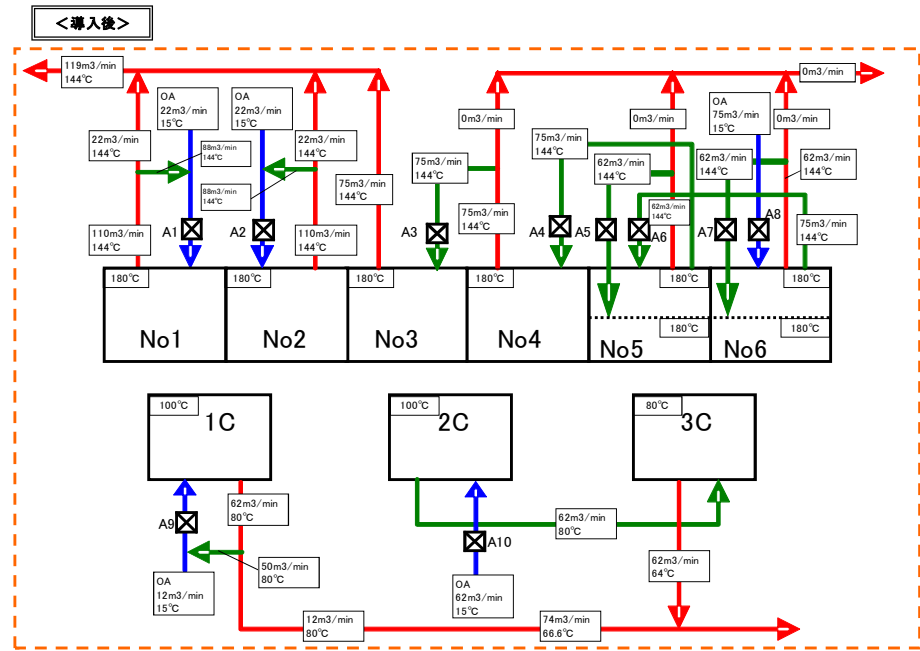 ＜導入後＞
119m3/min
144℃
OA
22m3/min
15℃
OA
22m3/min
15℃
0m3/min
22m3/min
144℃
88m3/min
144℃
22m3/min
144℃
88m3/min
144℃
75m3/min
144℃
75m3/min
144℃
0m3/min
75m3/min
144℃
75m3/min
144℃
62m3/min
144℃
0m3/min
62m3/min
144℃
OA
75m3/min
15℃
62m3/min
144℃
0m3/min
62m3/min
144℃
75m3/min
144℃
110m3/min
144℃
A1
A2
110m3/min
144℃
A3
A4
A5
A6
A7
A8
180℃
No1
180℃
No2
180℃
No3
180℃
No4
180℃
180℃
No5
180℃
180℃
No6
100℃
1C
100℃
2C
80℃
3C
A9
62m3/min
80℃
50m3/min
80℃
OA
12m3/min
15℃
A10
OA
62m3/min
15℃
62m3/min
80℃
62m3/min
64℃
12m3/min
80℃
74m3/min
66.6℃